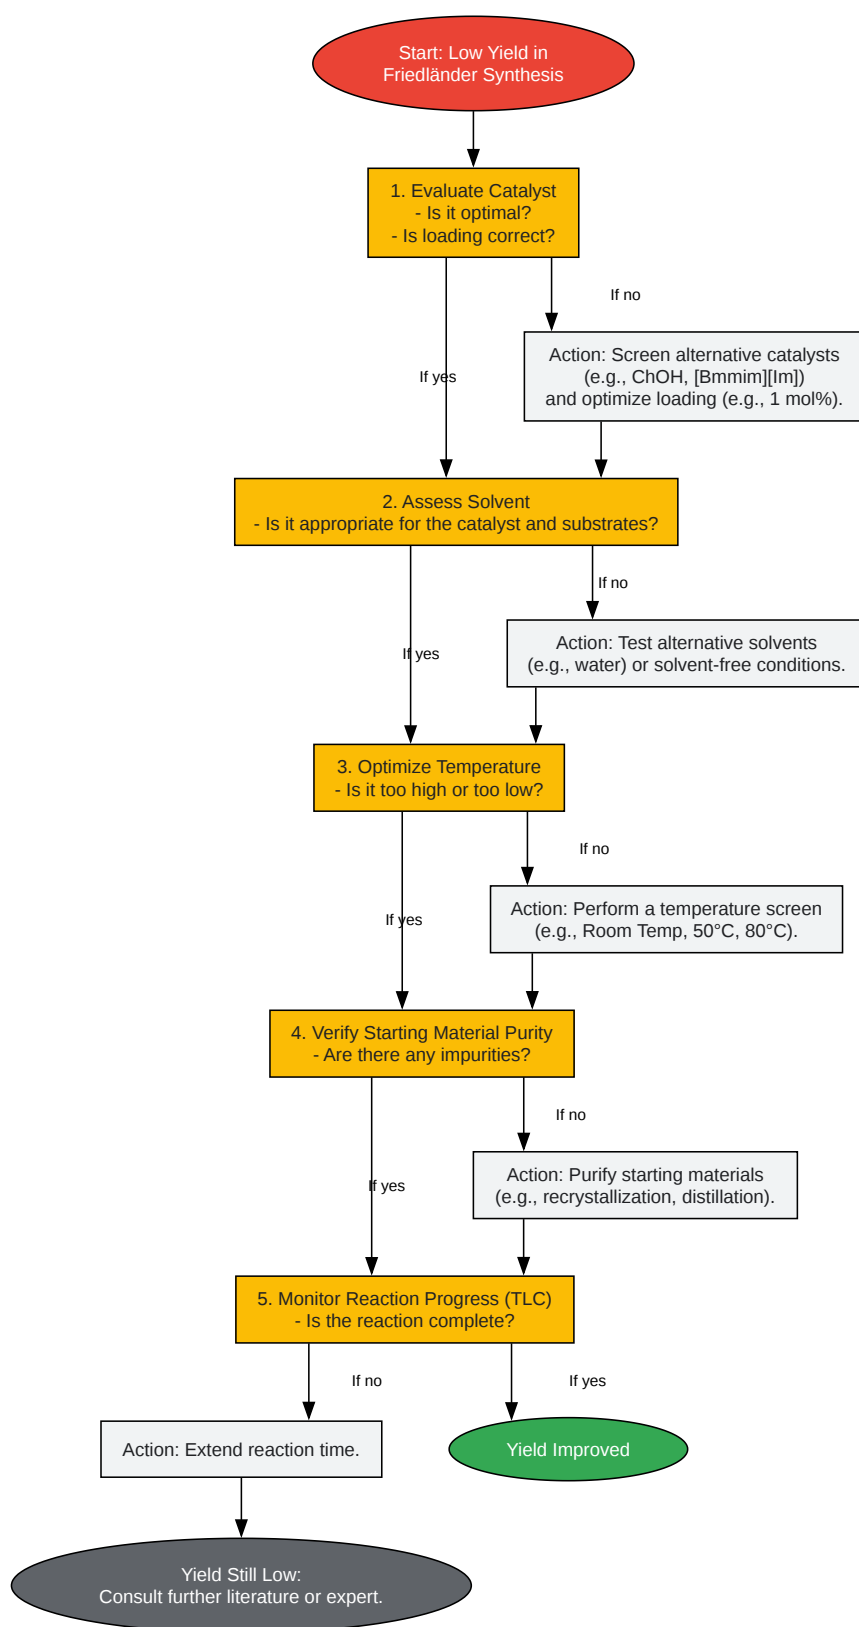 Start: Low Yield in
Friedländer Synthesis
1. Evaluate Catalyst
- Is it optimal?
- Is loading correct?
If no
Action: Screen alternative catalysts
(e.g., ChOH, [Bmmim][Im])
and optimize loading (e.g., 1 mol%).
If yes
2. Assess Solvent
- Is it appropriate for the catalyst and substrates?
If no
Action: Test alternative solvents
(e.g., water) or solvent-free conditions.
If yes
3. Optimize Temperature
- Is it too high or too low?
If no
Action: Perform a temperature screen
(e.g., Room Temp, 50°C, 80°C).
If yes
4. Verify Starting Material Purity
- Are there any impurities?
If no
Action: Purify starting materials
(e.g., recrystallization, distillation).
If yes
5. Monitor Reaction Progress (TLC)
- Is the reaction complete?
If no
If yes
Action: Extend reaction time.
Yield Improved
Yield Still Low:
Consult further literature or expert.